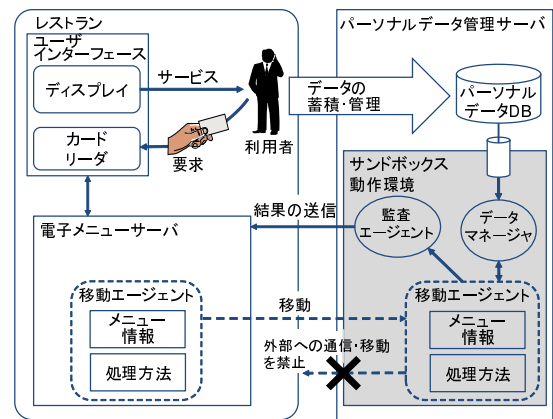 レストラン
ユーザ
インターフェース
ディスプレイ
カード
リーダ
サービス
要求
利用者
データの
蓄積・管理
パーソナルデータ管理サーバ
パーソナル
データDB
サンドボックス
動作環境
監査
エージェント
データ
マネージャ
結果の送信
電子メニューサーバ
移動エージェント
メニュー
情報
処理方法
移動
外部への通信・移動
を禁止
移動エージェント
メニュー
情報
処理方法